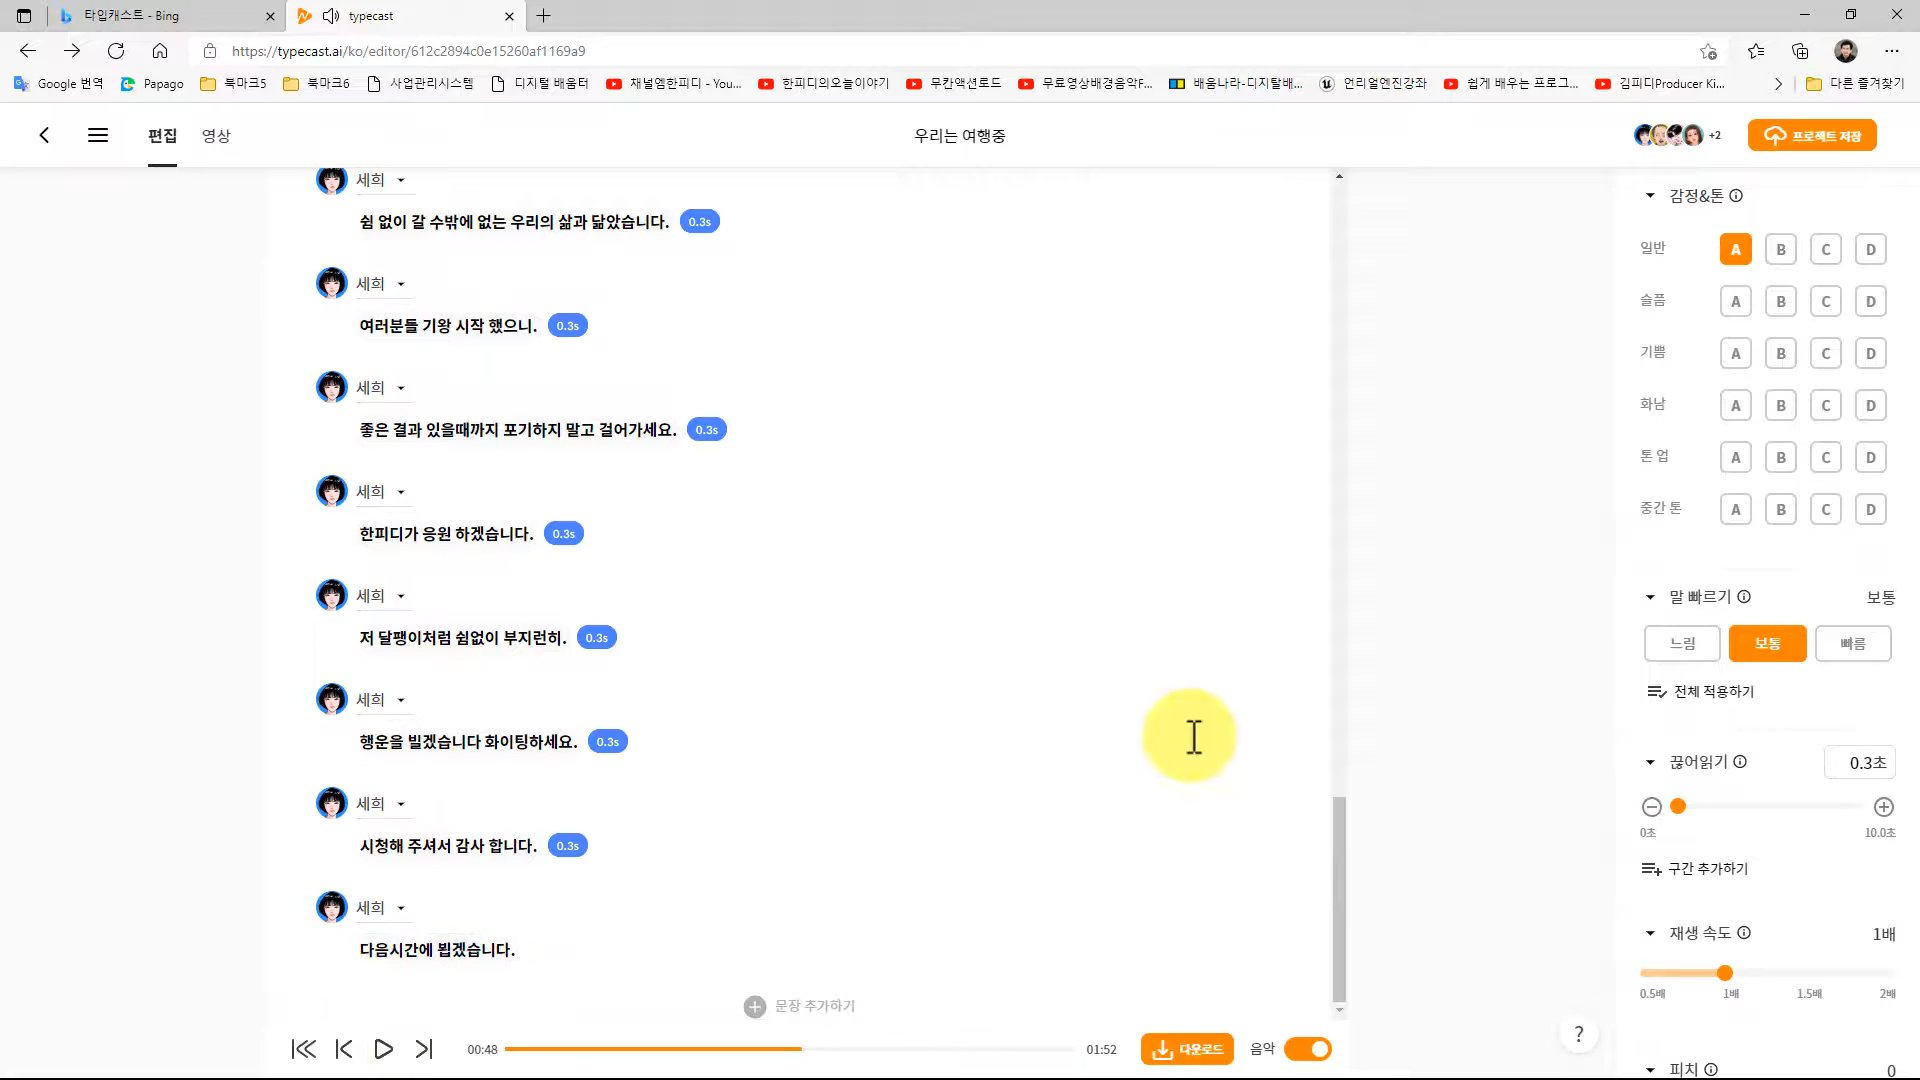 타입캐스트 - Bing
typecast
https://typecast.ai/ko/editor/612c2894c0e15260af1169a9
Google 번역
Papago
북마크5
북마크6
사업관리시스템
디지털 배움터
채널엠한피디 - You...
한피디의오늘이야기
무칸액션로드
무료영상배경음악F...
배움나라-디지털배...
언리얼엔진강좌
쉽게 배우는 프로그...
김피디Producer Ki...
다른 즐겨찾기
편집
영상
우리는 여행중
+2
프로젝트 저장
세희
쉼 없이 갈 수밖에 없는 우리의 삶과 닮았습니다. 0.3s
세희
여러분들 기왕 시작 했으니. 0.3s
세희
좋은 결과 있을때까지 포기하지 말고 걸어가세요. 0.3s
세희
한피디가 응원 하겠습니다. 0.3s
세희
저 달팽이처럼 쉼없이 부지런히. 0.3s
세희
행운을 빌겠습니다 화이팅하세요. 0.3s
세희
시청해 주셔서 감사 합니다. 0.3s
세희
다음시간에 뵙겠습니다.
문장 추가하기
00:48
01:52
다운로드
음악
감정&톤
일반 A B C D
슬픔 A B C D
기쁨 A B C D
화남 A B C D
톤 업 A B C D
중간 톤 A B C D
말 빠르기 보통
느림 보통 빠름
전체 적용하기
끊어읽기 0.3초
0초 10.0초
구간 추가하기
재생 속도 1배
0.5배 1배 1.5배 2배
?
피치 0